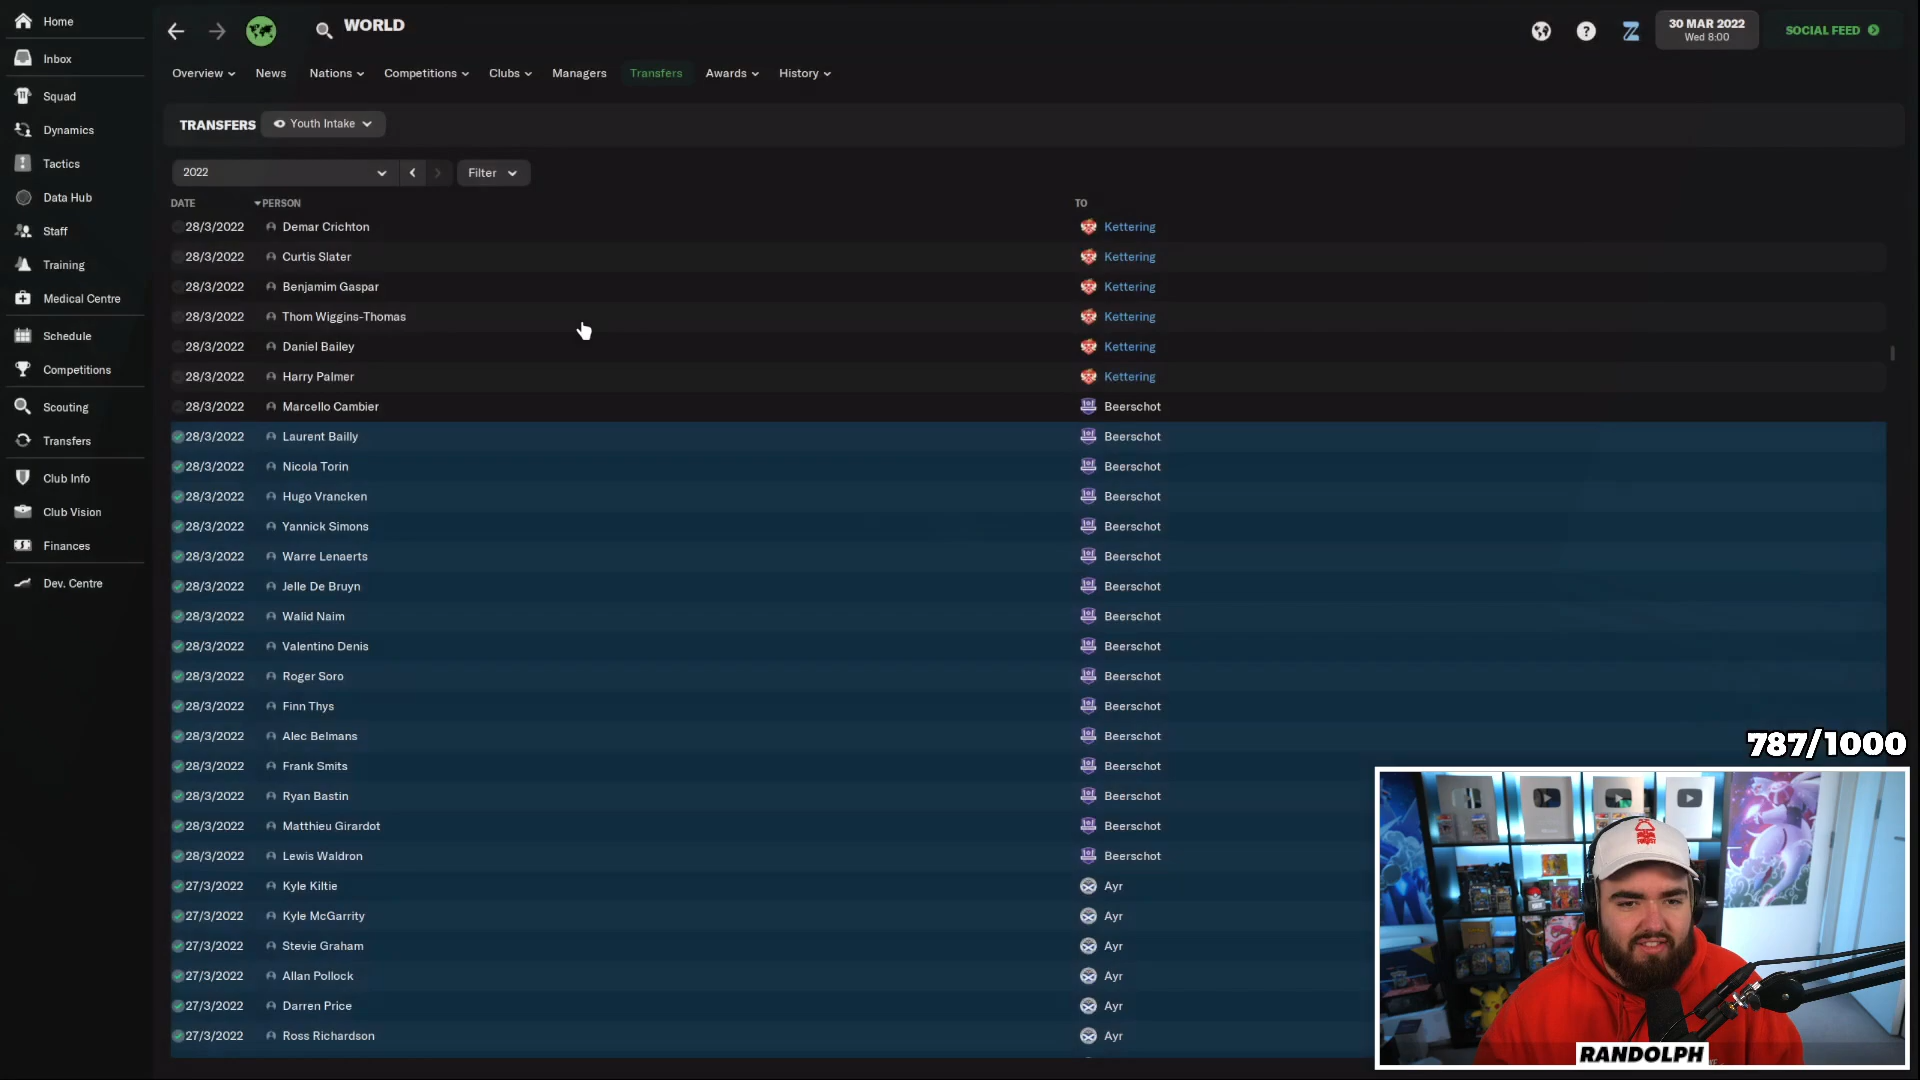 Home
Inbox
Squad
Dynamics
Tactics
Data Hub
Staff
Training
Medical Centre
Schedule
Competitions
Scouting
Transfers
Club Info
Club Vision
Finances
Dev. Centre
WORLD
30 MAR 2022
Wed 8:00
SOCIAL FEED
Overview News Nations Competitions Clubs Managers Transfers Awards History
TRANSFERS Youth Intake
2022 Filter
DATE PERSON TO
28/3/2022 Demar Crichton Kettering
28/3/2022 Curtis Slater Kettering
28/3/2022 Benjamim Gaspar Kettering
28/3/2022 Thom Wiggins-Thomas Kettering
28/3/2022 Daniel Bailey Kettering
28/3/2022 Harry Palmer Kettering
28/3/2022 Marcello Cambier Beerschot
28/3/2022 Laurent Bailly Beerschot
28/3/2022 Nicola Torin Beerschot
28/3/2022 Hugo Vrancken Beerschot
28/3/2022 Yannick Simons Beerschot
28/3/2022 Warre Lenaerts Beerschot
28/3/2022 Jelle De Bruyn Beerschot
28/3/2022 Walid Naim Beerschot
28/3/2022 Valentino Denis Beerschot
28/3/2022 Roger Soro Beerschot
28/3/2022 Finn Thys Beerschot
28/3/2022 Alec Belmans Beerschot
28/3/2022 Frank Smits Beerschot
28/3/2022 Ryan Bastin Beerschot
28/3/2022 Matthieu Girardot Beerschot
28/3/2022 Lewis Waldron Beerschot
27/3/2022 Kyle Kiltie Ayr
27/3/2022 Kyle McGarrity Ayr
27/3/2022 Stevie Graham Ayr
27/3/2022 Allan Pollock Ayr
27/3/2022 Darren Price Ayr
27/3/2022 Ross Richardson Ayr
787/1000
RANDOLPH